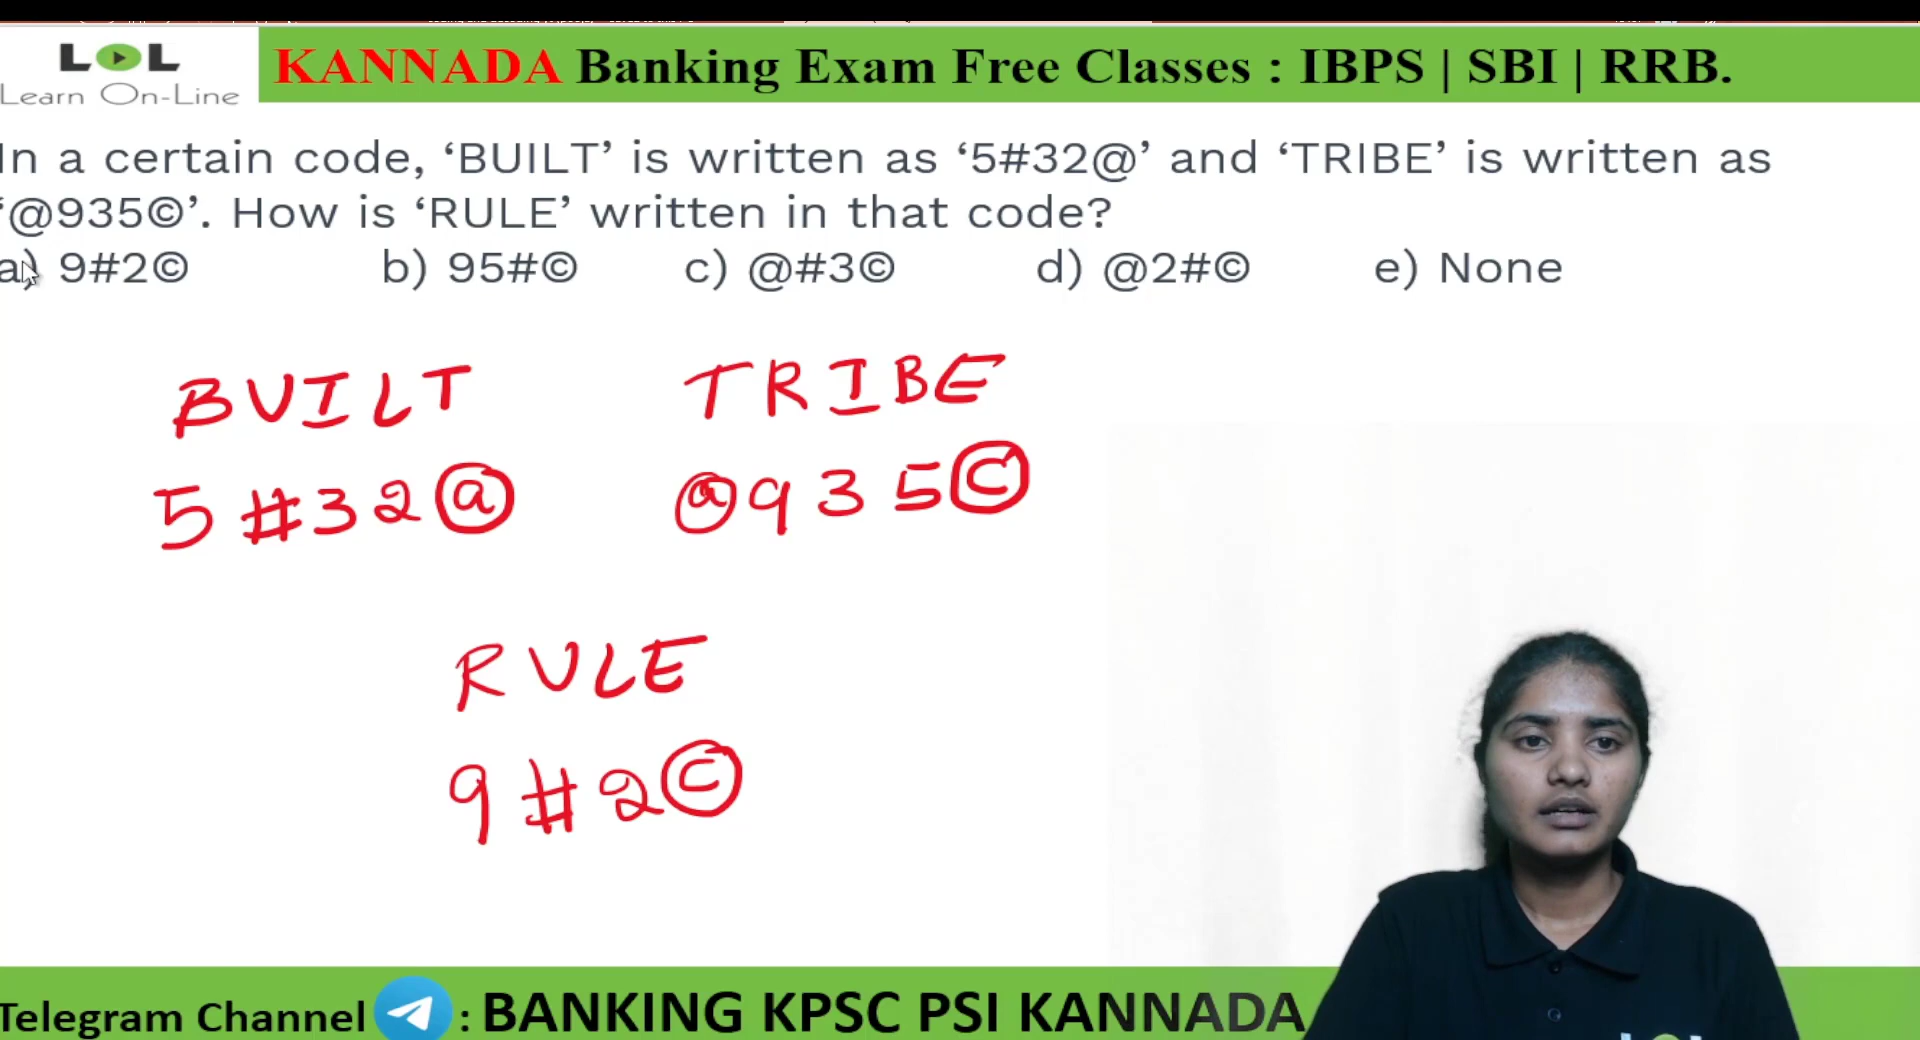 LOL
Learn On-Line
KANNADA Banking Exam Free Classes : IBPS | SBI | RRB.
In a certain code, ‘BUILT’ is written as ‘5#32@’ and ‘TRIBE’ is written as
‘@935©’. How is ‘RULE’ written in that code?
a) 9#2© b) 95#© c) @#3© d) @2#© e) None
BUILT TRIBE
5#32@ @935©
RULE
9#2©
Telegram Channel : BANKING KPSC PSI KANNADA